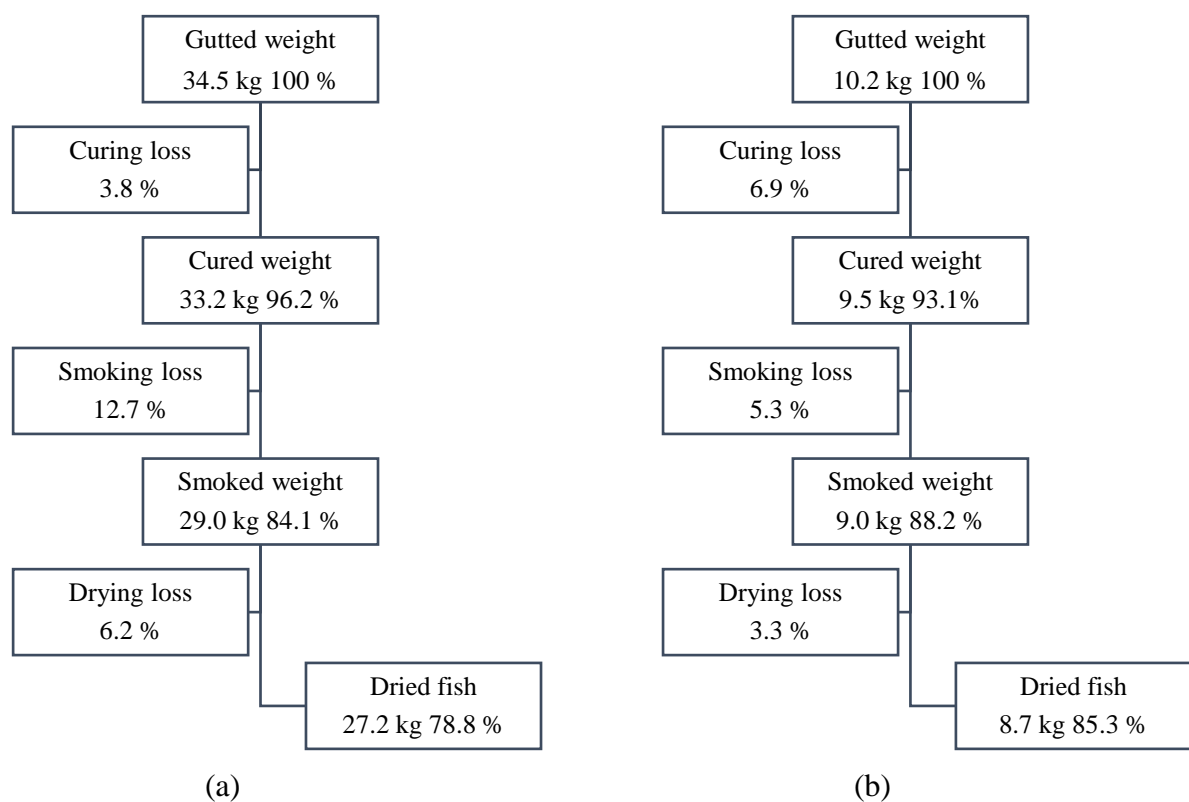 Gutted weight
34.5 kg 100 %
Curing loss
3.8 %
Cured weight
33.2 kg 96.2 %
Smoking loss
12.7 %
Smoked weight
29.0 kg 84.1 %
Drying loss
6.2 %
Dried fish
27.2 kg 78.8 %
(a)
Gutted weight
10.2 kg 100 %
Curing loss
6.9 %
Cured weight
9.5 kg 93.1%
Smoking loss
5.3 %
Smoked weight
9.0 kg 88.2 %
Drying loss
3.3 %
Dried fish
8.7 kg 85.3 %
(b)